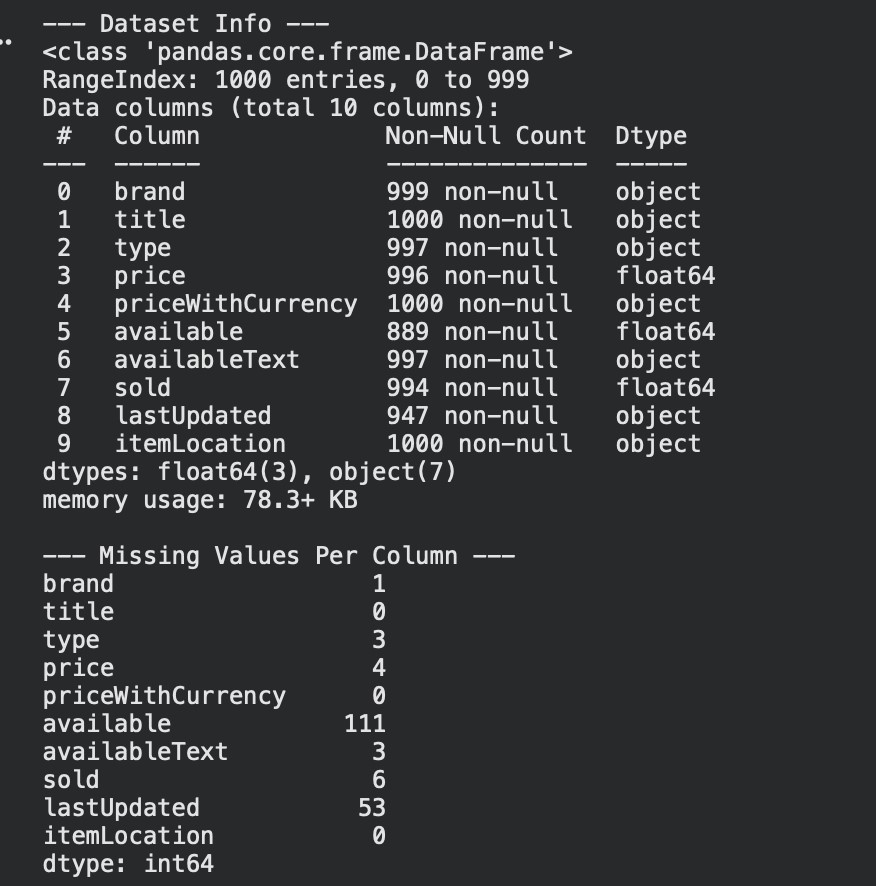 --- Dataset Info ---
<class 'pandas.core.frame.DataFrame'>
RangeIndex: 1000 entries, 0 to 999
Data columns (total 10 columns):
 #   Column             Non-Null Count  Dtype
---  ------             --------------  -----
 0   brand              999 non-null    object
 1   title              1000 non-null   object
 2   type               997 non-null    object
 3   price              996 non-null    float64
 4   priceWithCurrency  1000 non-null   object
 5   available          889 non-null    float64
 6   availableText      997 non-null    object
 7   sold               994 non-null    float64
 8   lastUpdated        947 non-null    object
 9   itemLocation       1000 non-null   object
dtypes: float64(3), object(7)
memory usage: 78.3+ KB

--- Missing Values Per Column ---
brand                  1
title                  0
type                   3
price                  4
priceWithCurrency      0
available            111
availableText          3
sold                   6
lastUpdated           53
itemLocation           0
dtype: int64